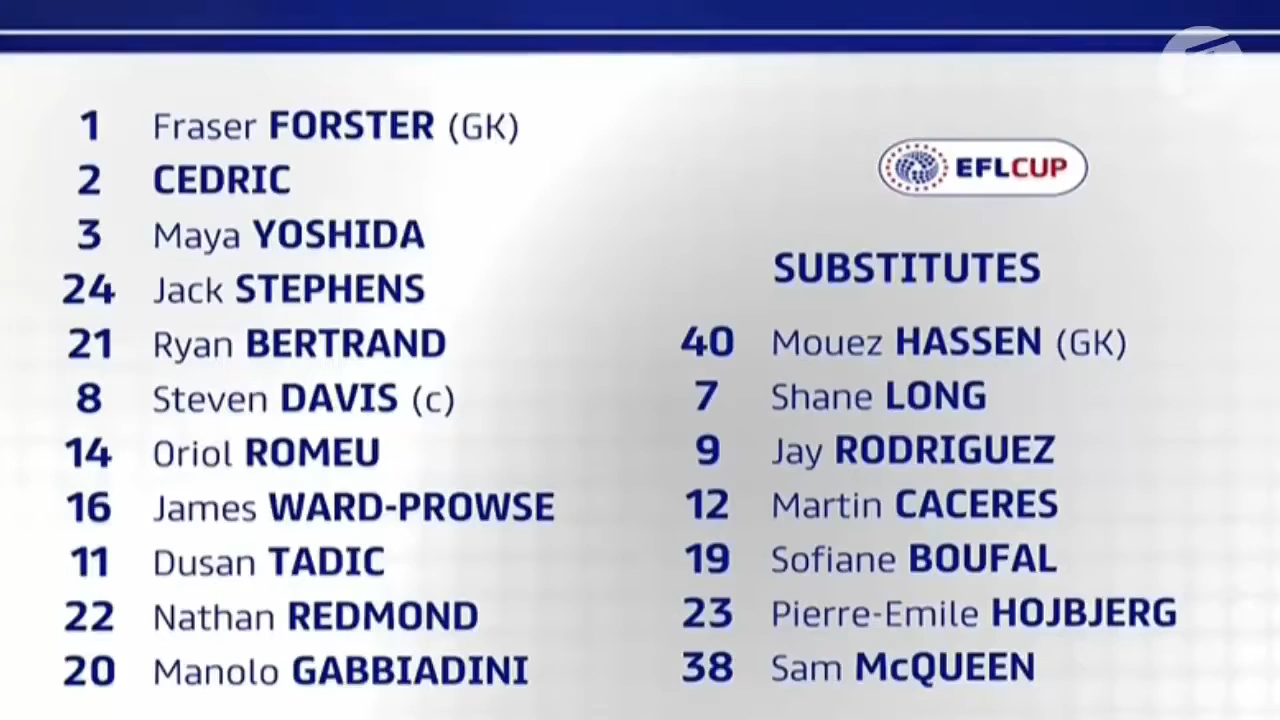 1 Fraser FORSTER (GK)
2 CEDRIC
3 Maya YOSHIDA
24 Jack STEPHENS
21 Ryan BERTRAND
8 Steven DAVIS (c)
14 Oriol ROMEU
16 James WARD-PROWSE
11 Dusan TADIC
22 Nathan REDMOND
20 Manolo GABBIADINI
EFLCUP
SUBSTITUTES
40 Mouez HASSEN (GK)
7 Shane LONG
9 Jay RODRIGUEZ
12 Martin CACERES
19 Sofiane BOUFAL
23 Pierre-Emile HOJBJERG
38 Sam McQUEEN